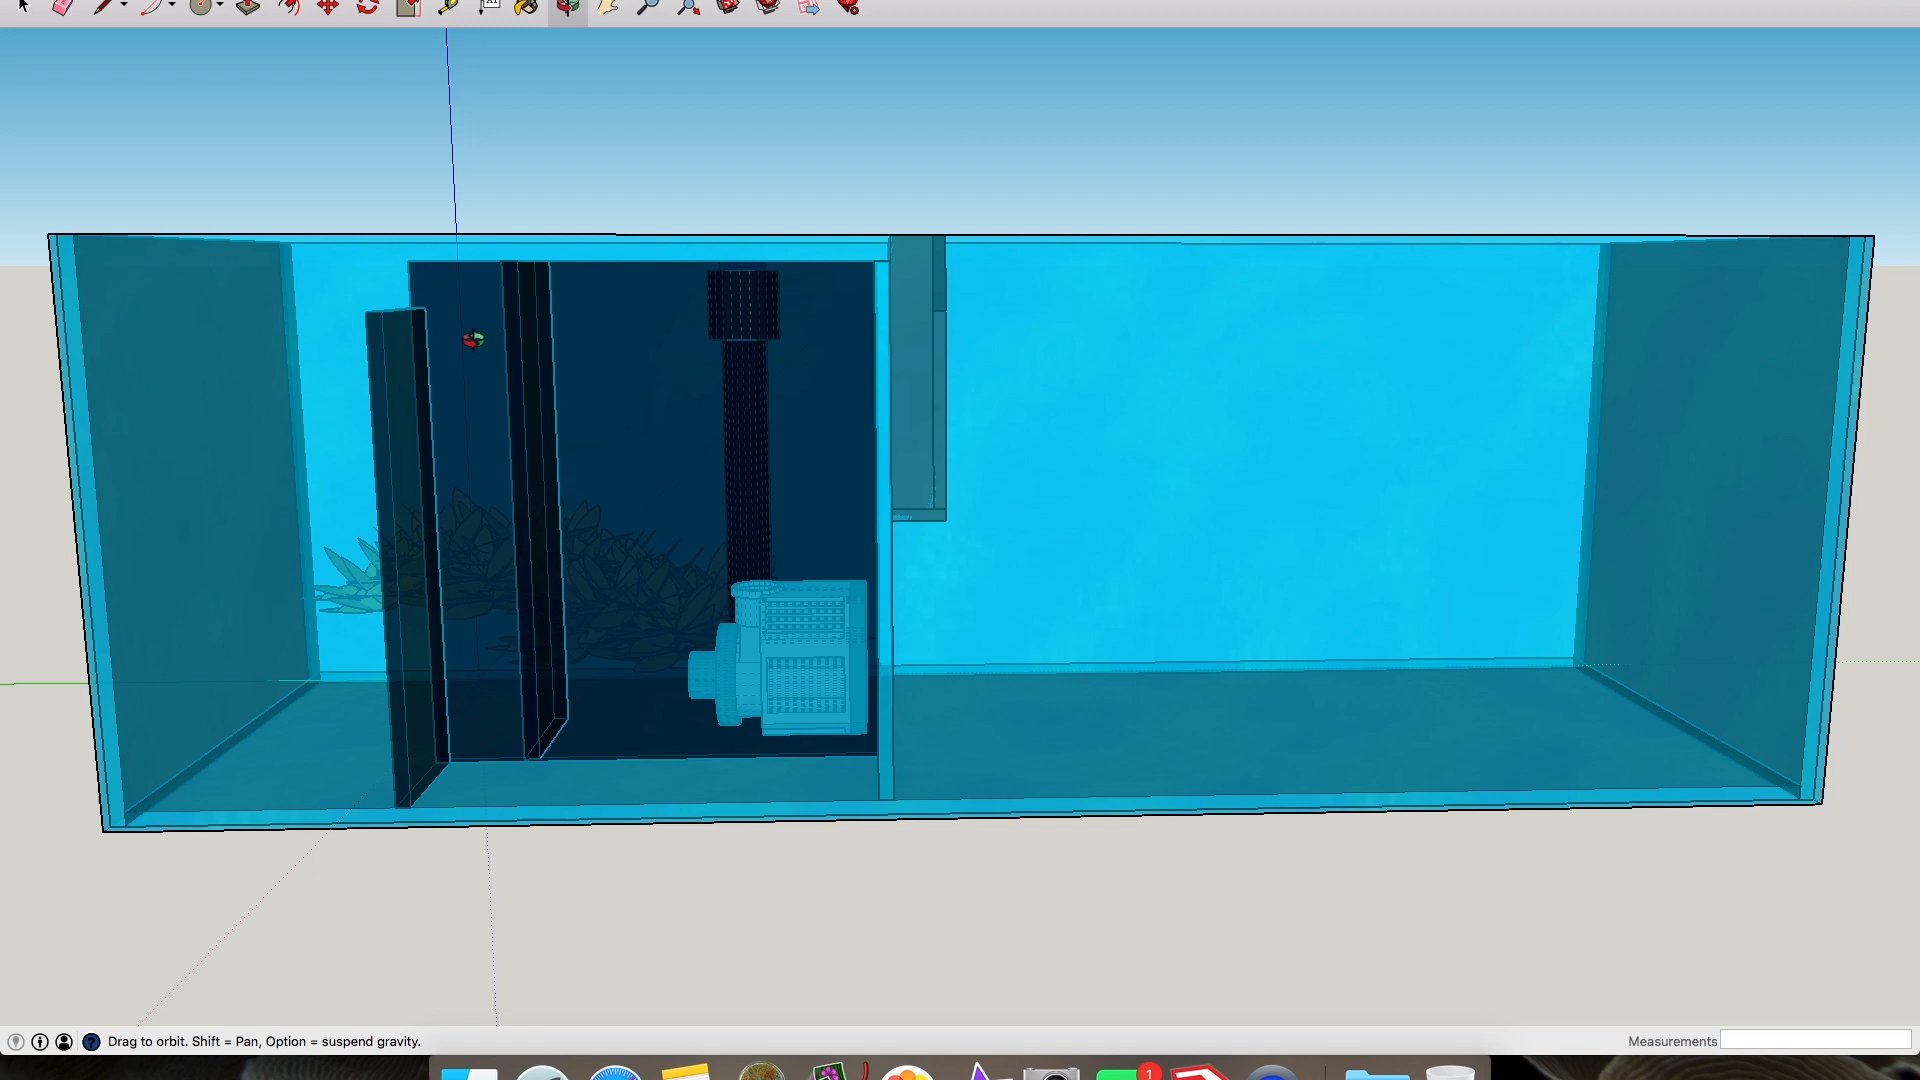 Drag to orbit. Shift = Pan, Option = suspend gravity.
Measurements
1